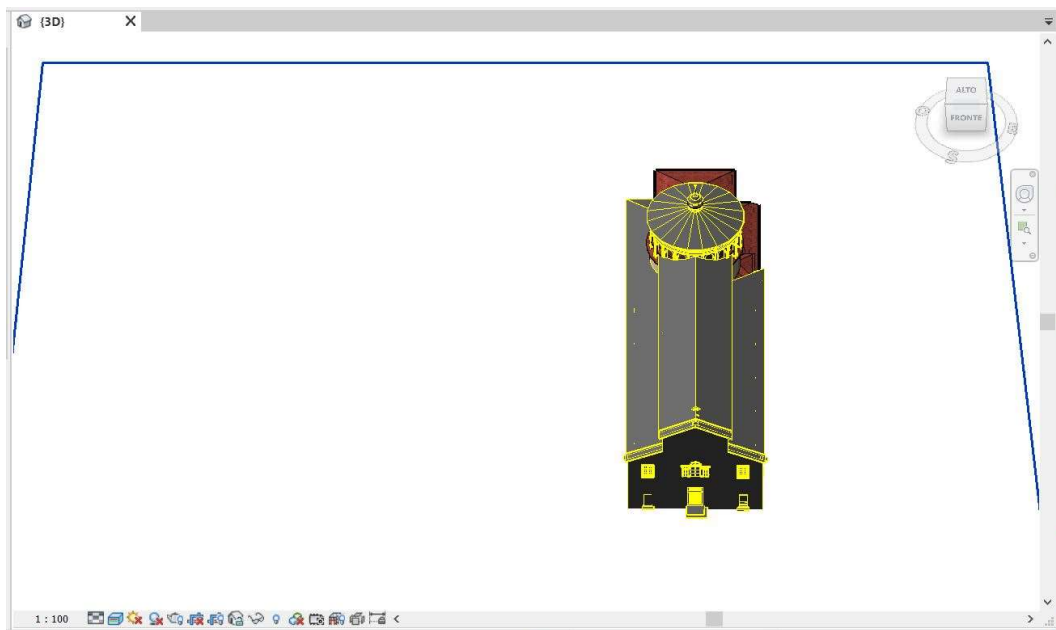 {3D}
ALTO
FRONTE
O
E
S
1 : 100